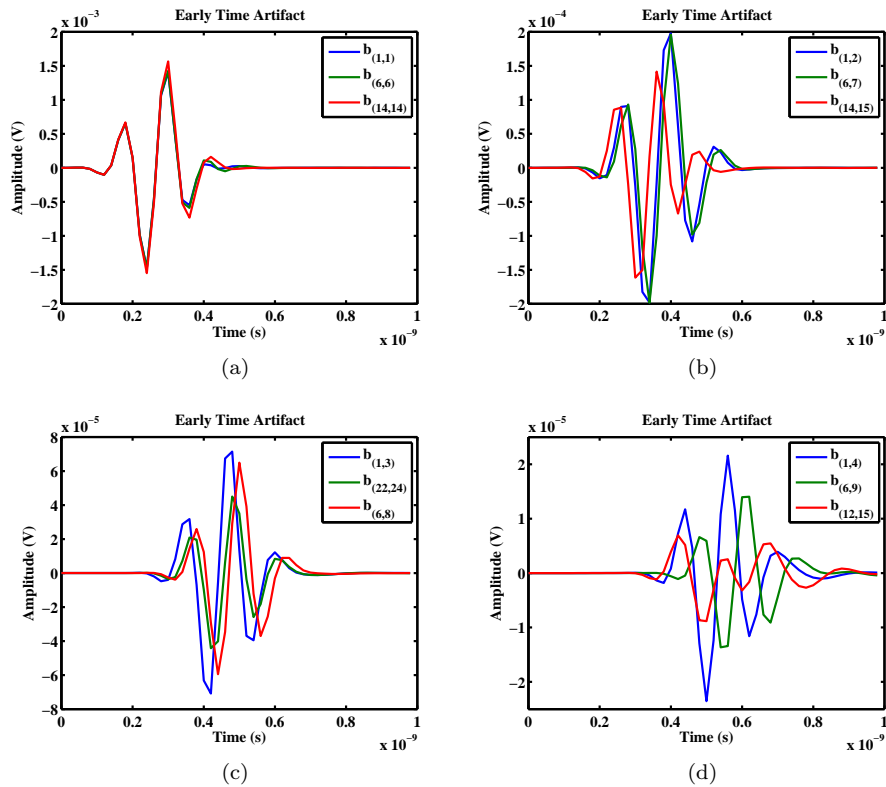 Early Time Artifact
x 10⁻³
2
1.5
1
0.5
0
−0.5
−1
−1.5
−2
Amplitude (V)
b(1,1)
b(6,6)
b(14,14)
0 0.2 0.4 0.6 0.8 1
Time (s)
x 10⁻⁹
(a)
Early Time Artifact
x 10⁻⁴
2
1.5
1
0.5
0
−0.5
−1
−1.5
−2
Amplitude (V)
b(1,2)
b(6,7)
b(14,15)
0 0.2 0.4 0.6 0.8 1
Time (s)
x 10⁻⁹
(b)
Early Time Artifact
x 10⁻⁵
8
6
4
2
0
−2
−4
−6
−8
Amplitude (V)
b(1,3)
b(22,24)
b(6,8)
0 0.2 0.4 0.6 0.8 1
Time (s)
x 10⁻⁹
(c)
Early Time Artifact
x 10⁻⁵
2
1
0
−1
−2
Amplitude (V)
b(1,4)
b(6,9)
b(12,15)
0 0.2 0.4 0.6 0.8 1
Time (s)
x 10⁻⁹
(d)